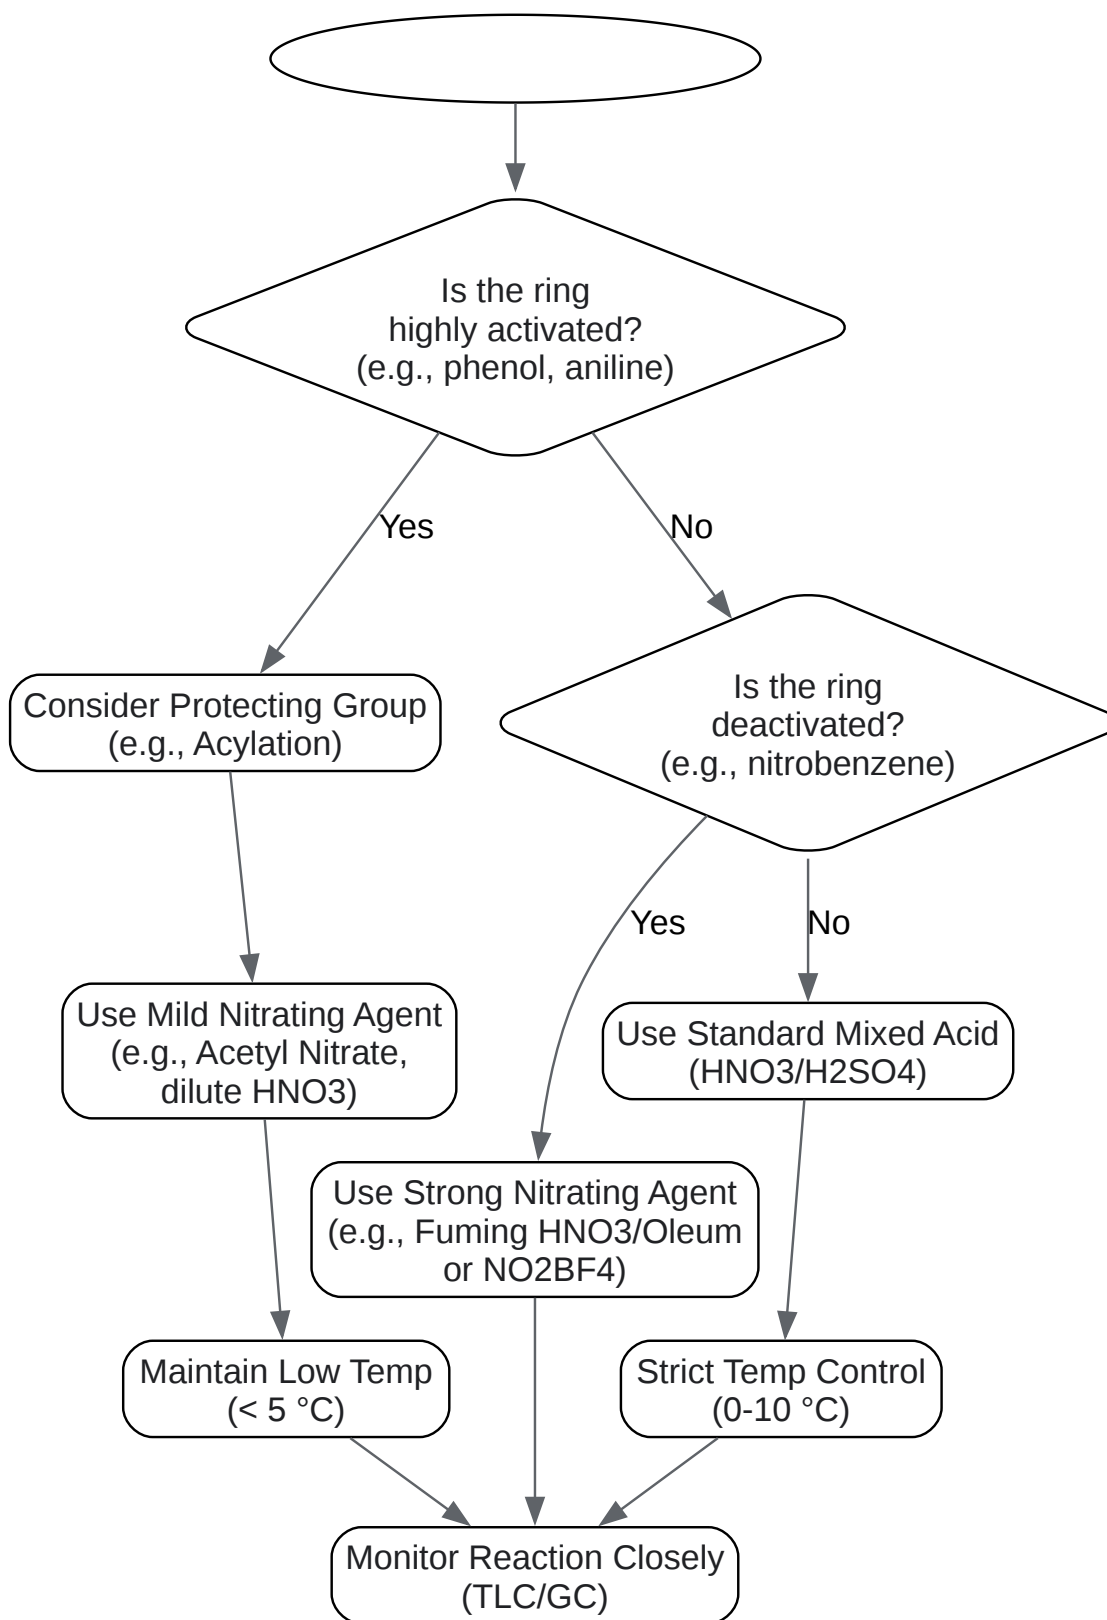 Is the ring
highly activated?
(e.g., phenol, aniline)
Yes
No
Consider Protecting Group
(e.g., Acylation)
Is the ring
deactivated?
(e.g., nitrobenzene)
Yes
No
Use Mild Nitrating Agent
(e.g., Acetyl Nitrate,
dilute HNO3)
Use Standard Mixed Acid
(HNO3/H2SO4)
Use Strong Nitrating Agent
(e.g., Fuming HNO3/Oleum
or NO2BF4)
Maintain Low Temp
(< 5 °C)
Strict Temp Control
(0-10 °C)
Monitor Reaction Closely
(TLC/GC)